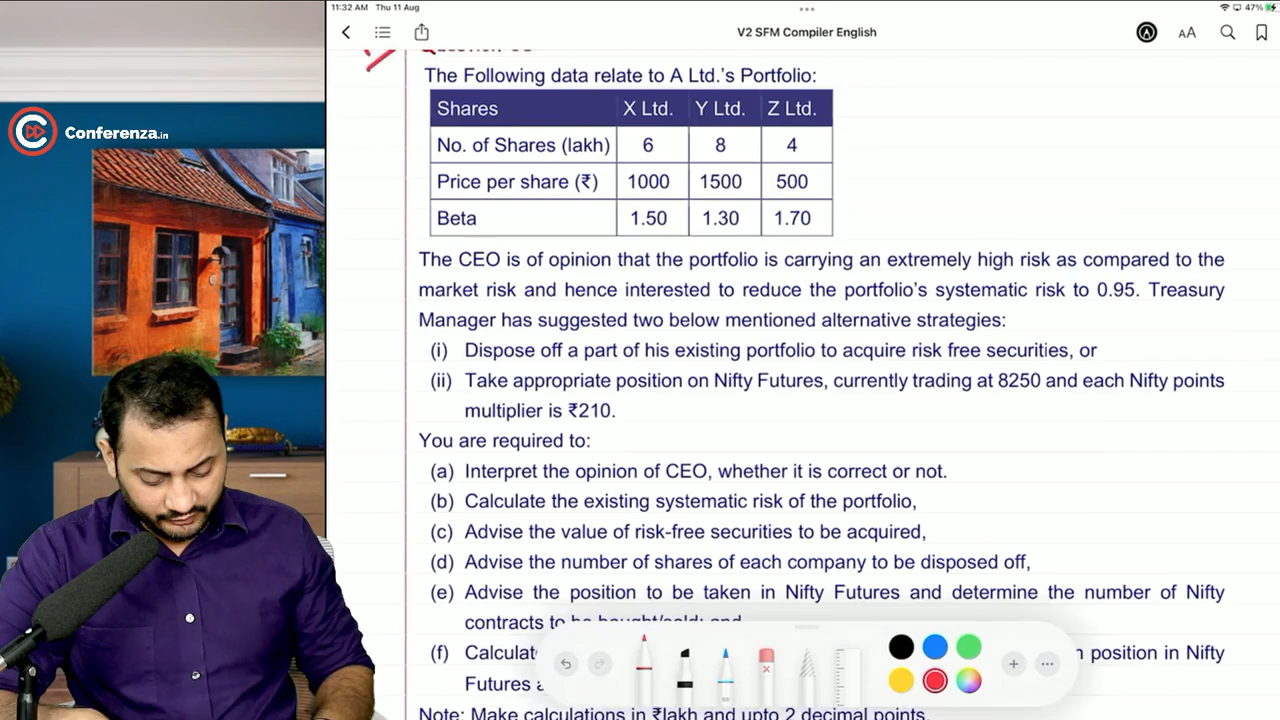 11:32 AM Thu 11 Aug
47%
V2 SFM Compiler English
AA
Conferenza.in
The Following data relate to A Ltd.'s Portfolio:
Shares X Ltd. Y Ltd. Z Ltd.
No. of Shares (lakh) 6 8 4
Price per share (₹) 1000 1500 500
Beta 1.50 1.30 1.70
The CEO is of opinion that the portfolio is carrying an extremely high risk as compared to the
market risk and hence interested to reduce the portfolio's systematic risk to 0.95. Treasury
Manager has suggested two below mentioned alternative strategies:
(i) Dispose off a part of his existing portfolio to acquire risk free securities, or
(ii) Take appropriate position on Nifty Futures, currently trading at 8250 and each Nifty points
multiplier is ₹210.
You are required to:
(a) Interpret the opinion of CEO, whether it is correct or not.
(b) Calculate the existing systematic risk of the portfolio,
(c) Advise the value of risk-free securities to be acquired,
(d) Advise the number of shares of each company to be disposed off,
(e) Advise the position to be taken in Nifty Futures and determine the number of Nifty
contracts to be bought/sold; and
(f) Calculat position in Nifty
Futures
Note: Make calculations in ₹lakh and upto 2 decimal points.